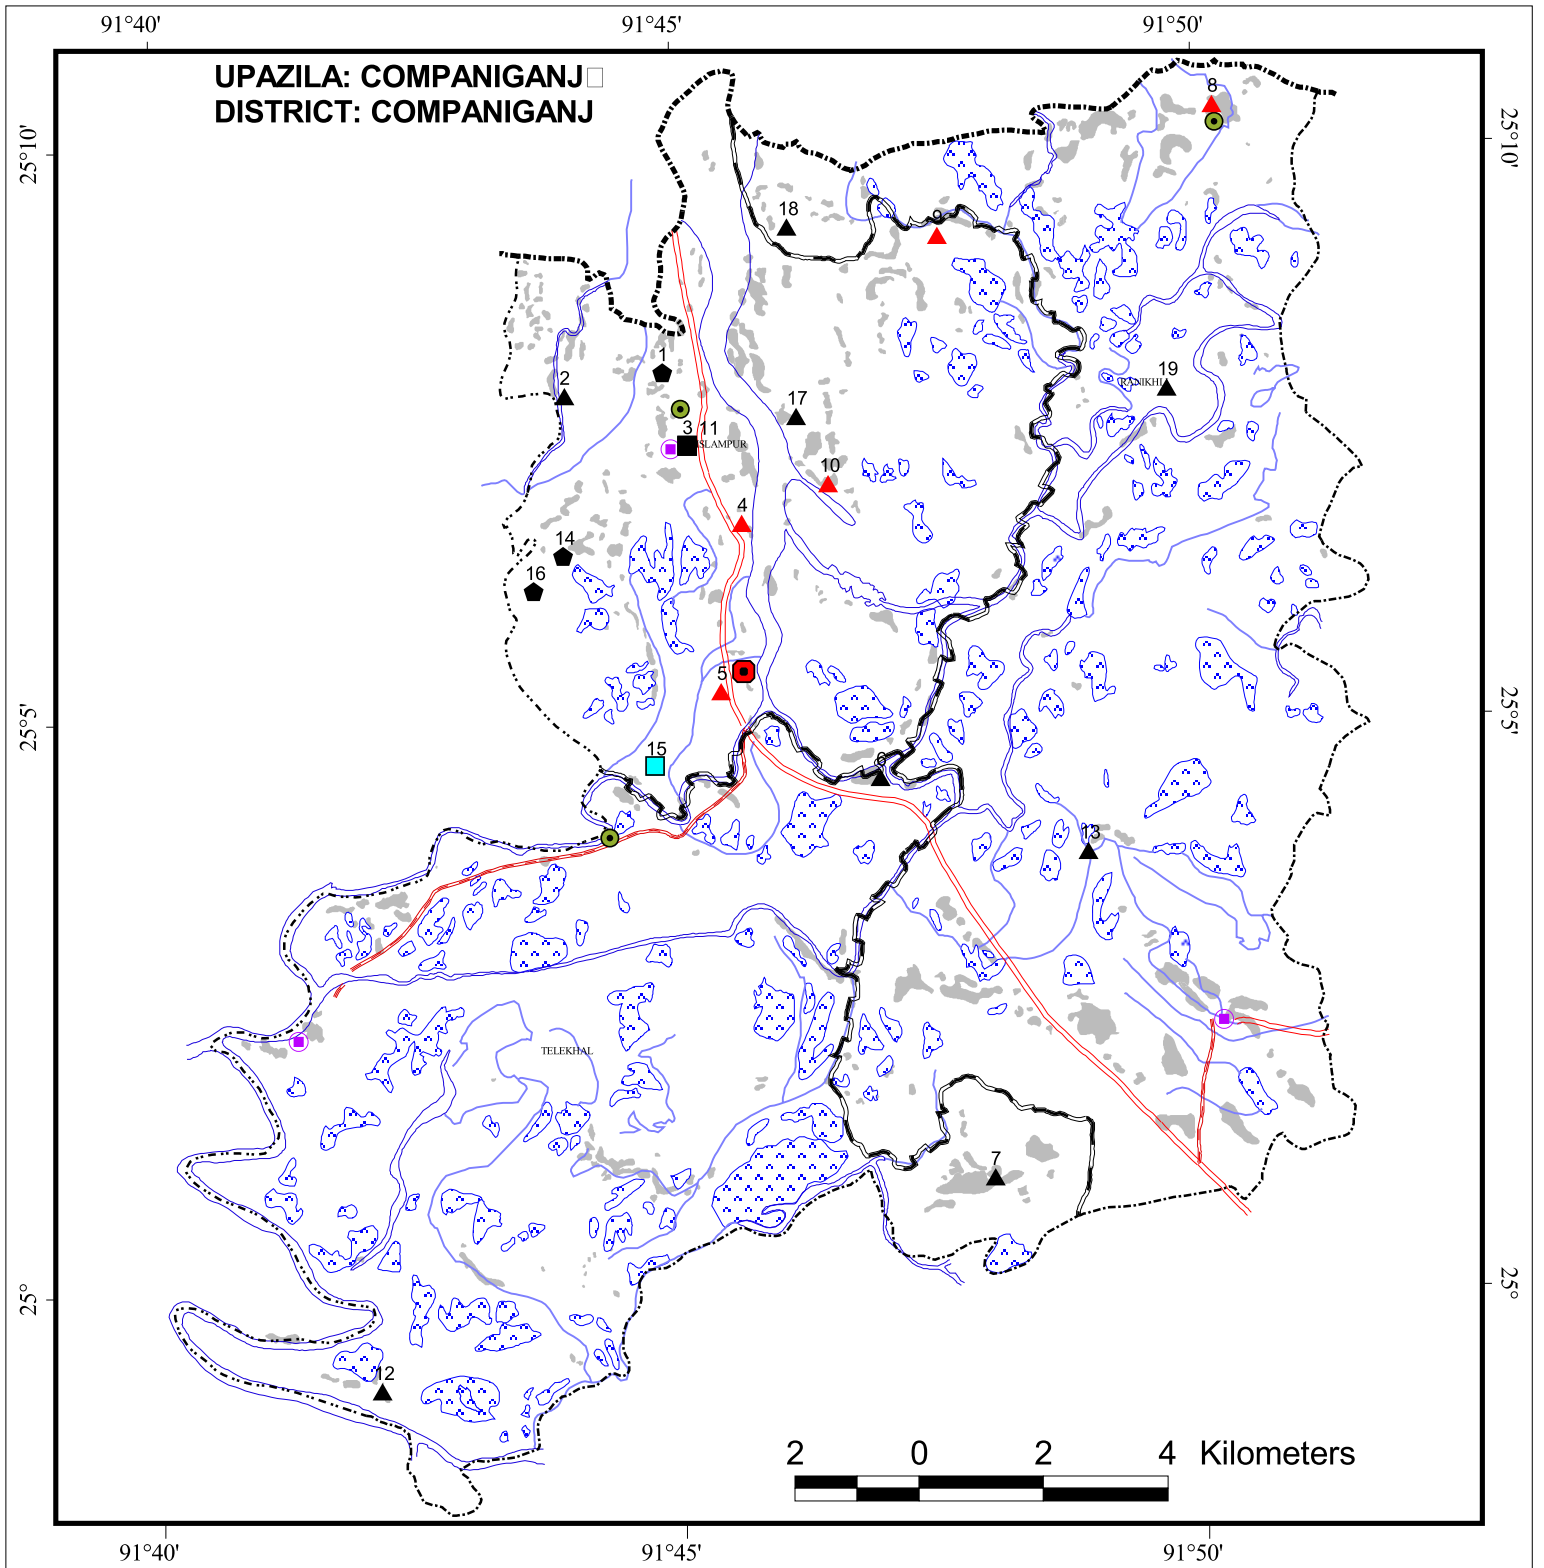 91°40' 91°45' 91°50'
UPAZILA: COMPANIGANJ
DISTRICT: COMPANIGANJ
8
25°10' 25°10'
18 9
1
2 RANIKHI 19
17
3 11 ISLAMPUR
10
4
14
16
5
25°5' 25°5'
15 6
13
TELEKHAL
7
25° 25°
12
2 0 2 4 Kilometers
91°40' 91°45' 91°50'